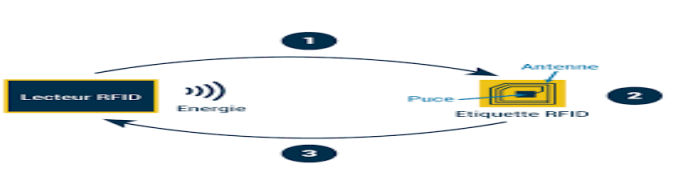 1
Antenne
Lecteur RFID
Energie
Puce
2
Etiquette RFID
3